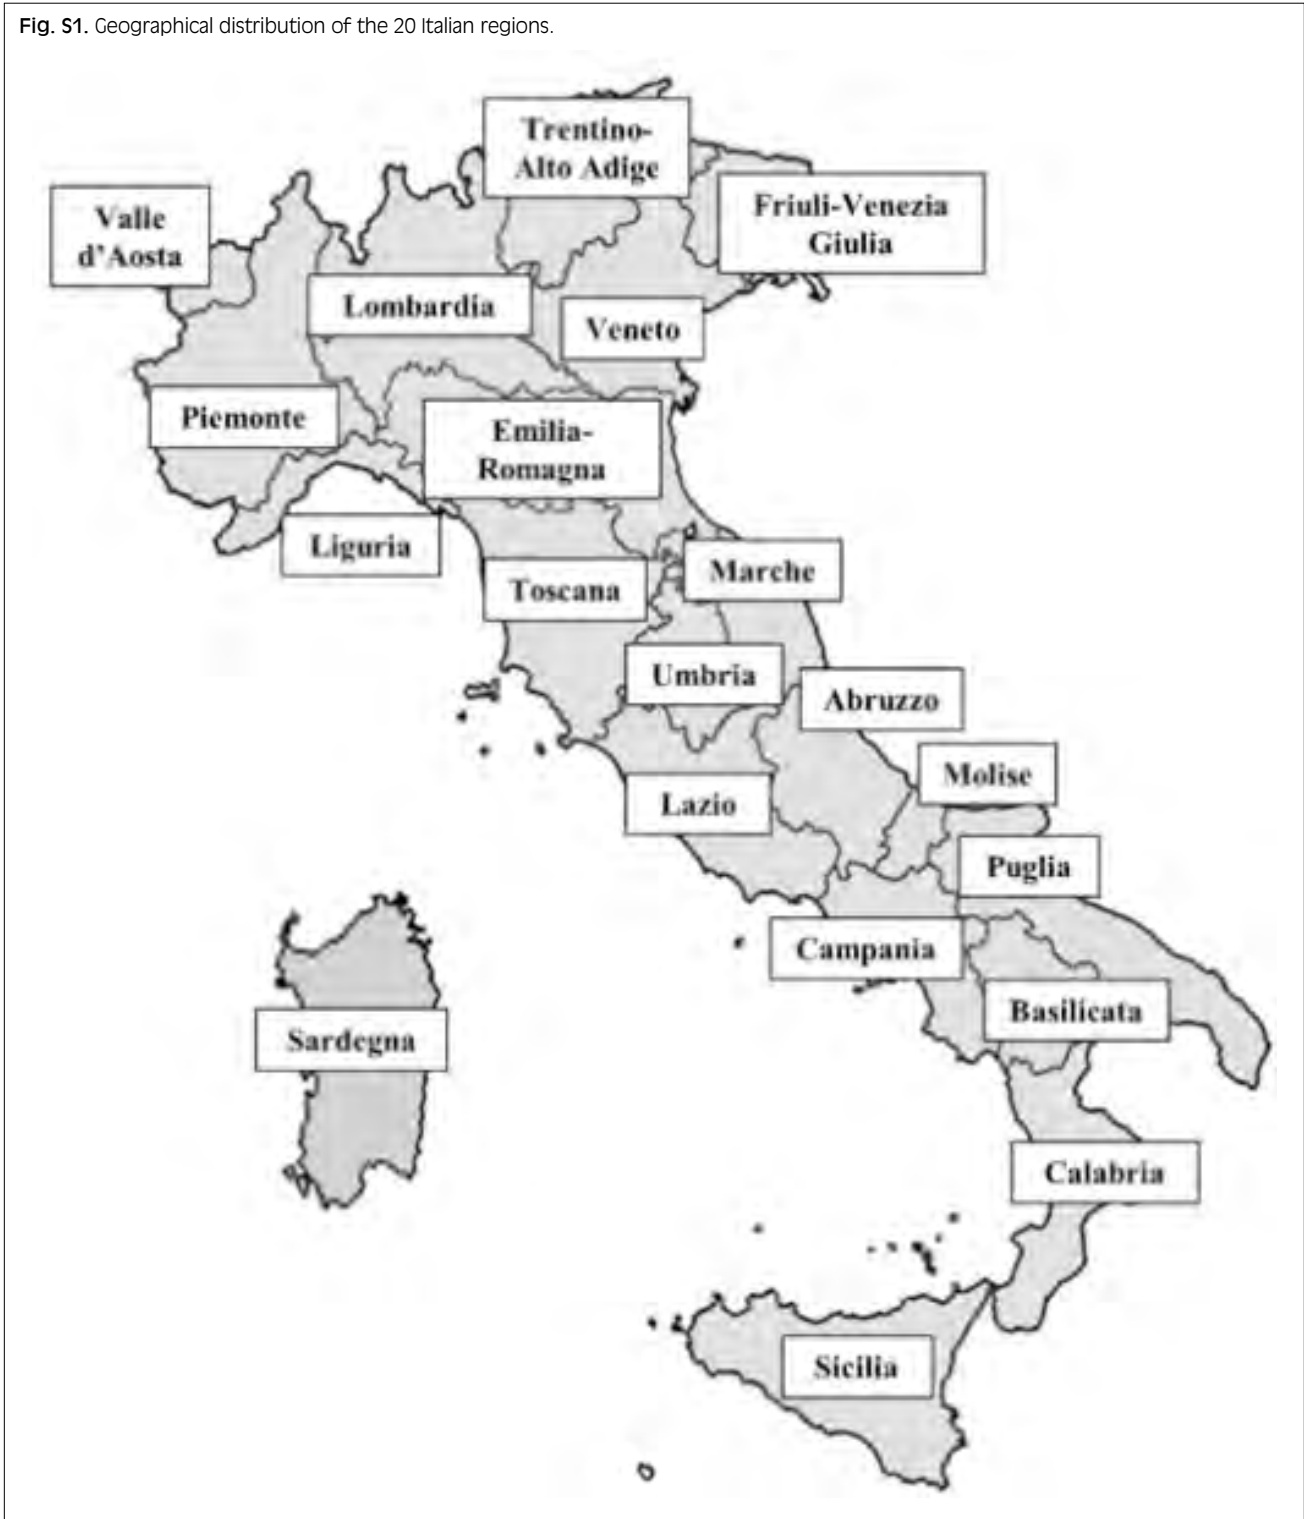 Fig. S1. Geographical distribution of the 20 Italian regions.
Trentino-
Alto Adige
Valle
d'Aosta
Friuli-Venezia
Giulia
Lombardia
Veneto
Piemonte
Emilia-
Romagna
Liguria
Marche
Toscana
Umbria
Abruzzo
Molise
Lazio
Puglia
Campania
Basilicata
Sardegna
Calabria
Sicilia